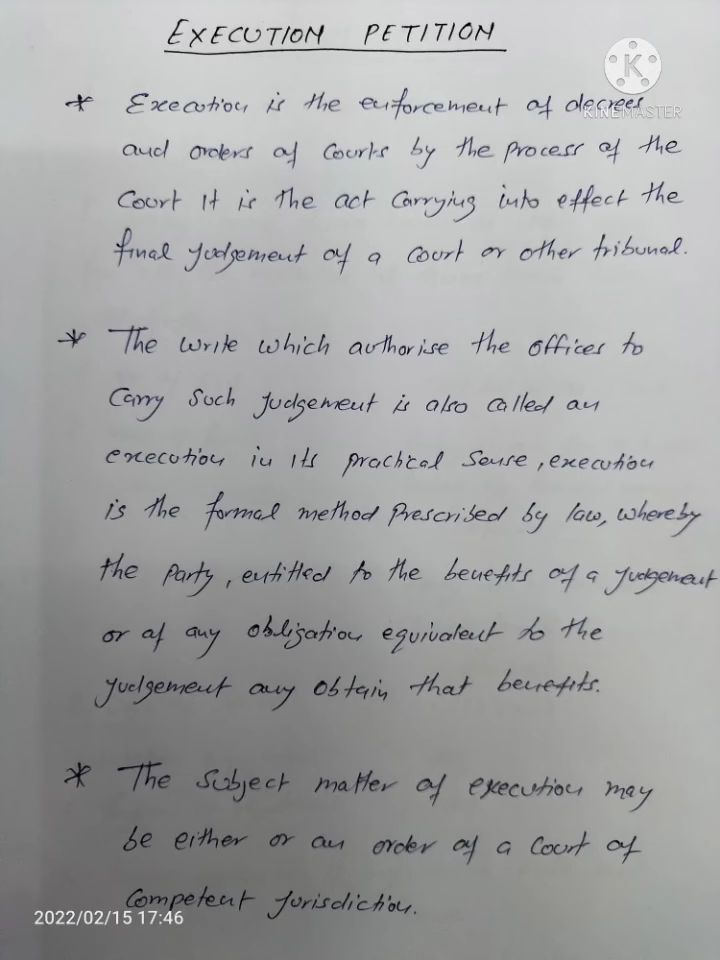 EXECUTION PETITION
* Execution is the enforcement of decrees
and orders of Courts by the process of the
Court It is the act Carrying into effect the
final judgement of a court or other tribunal.
* The write which authorise the offices to
Carry Such judgement is also called an
execution in its practical sense, execution
is the formal method Prescribed by law, whereby
the party, entitled to the benefits of a judgement
or of any obligation equivalent to the
judgement any obtain that benefits.
* The Subject matter of execution may
be either or an order of a Court of
Competent Jurisdiction.
K
KINEMASTER
2022/02/15 17:46